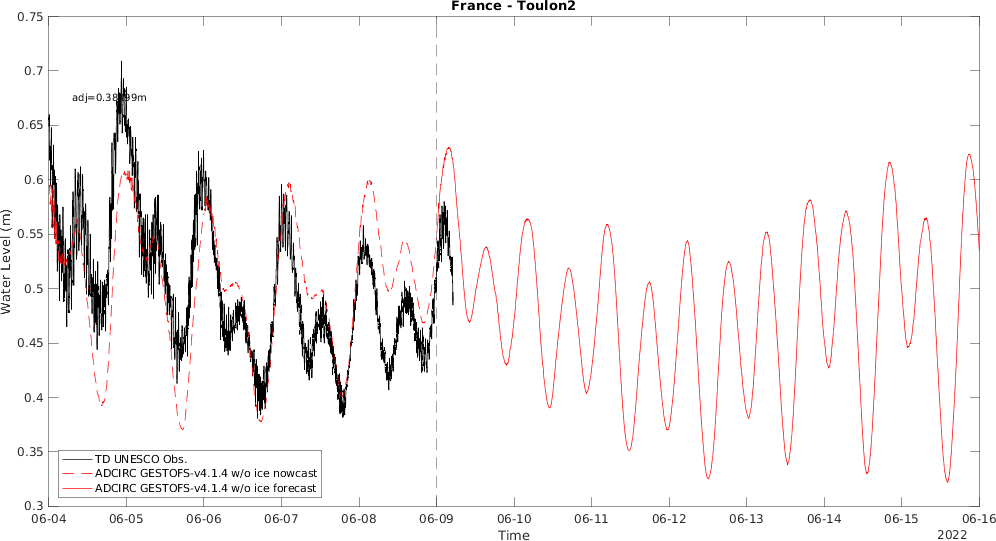 France - Toulon2
0.75
0.7
0.65
0.6
0.55
0.5
0.45
0.4
0.35
0.3
Water Level (m)
TD UNESCO Obs.
ADCIRC GESTOFS-v4.1.4 w/o ice nowcast
ADCIRC GESTOFS-v4.1.4 w/o ice forecast
06-04 06-05 06-06 06-07 06-08 06-09 06-10 06-11 06-12 06-13 06-14 06-15 06-16
Time
2022